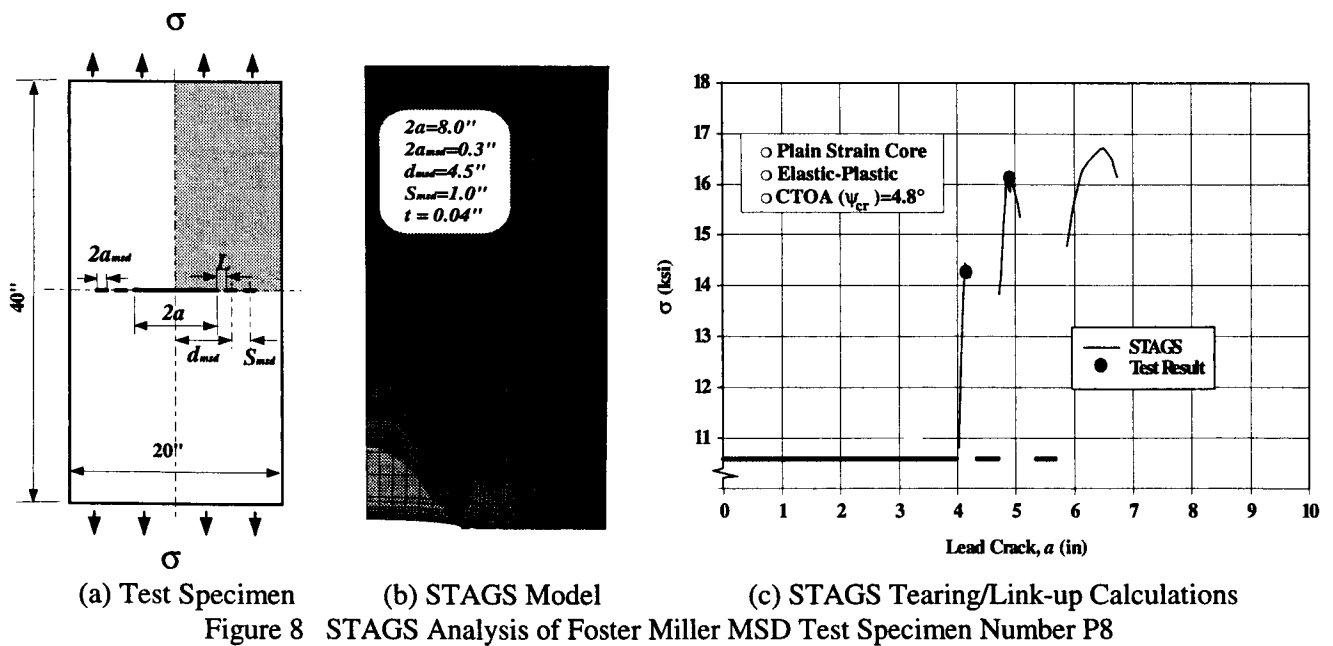 σ
40"
2a_msd
L
2a
d_msd
S_msd
20"
σ
(a) Test Specimen
2a=8.0"
2a_msd=0.3"
d_msd=4.5"
S_msd=1.0"
t = 0.04"
(b) STAGS Model
18
17
16
15
14
13
12
11
σ (ksi)
○ Plain Strain Core
○ Elastic-Plastic
○ CTOA (ψ_cr)=4.8°
STAGS
Test Result
0 1 2 3 4 5 6 7 8 9 10
Lead Crack, a (in)
(c) STAGS Tearing/Link-up Calculations
Figure 8 STAGS Analysis of Foster Miller MSD Test Specimen Number P8